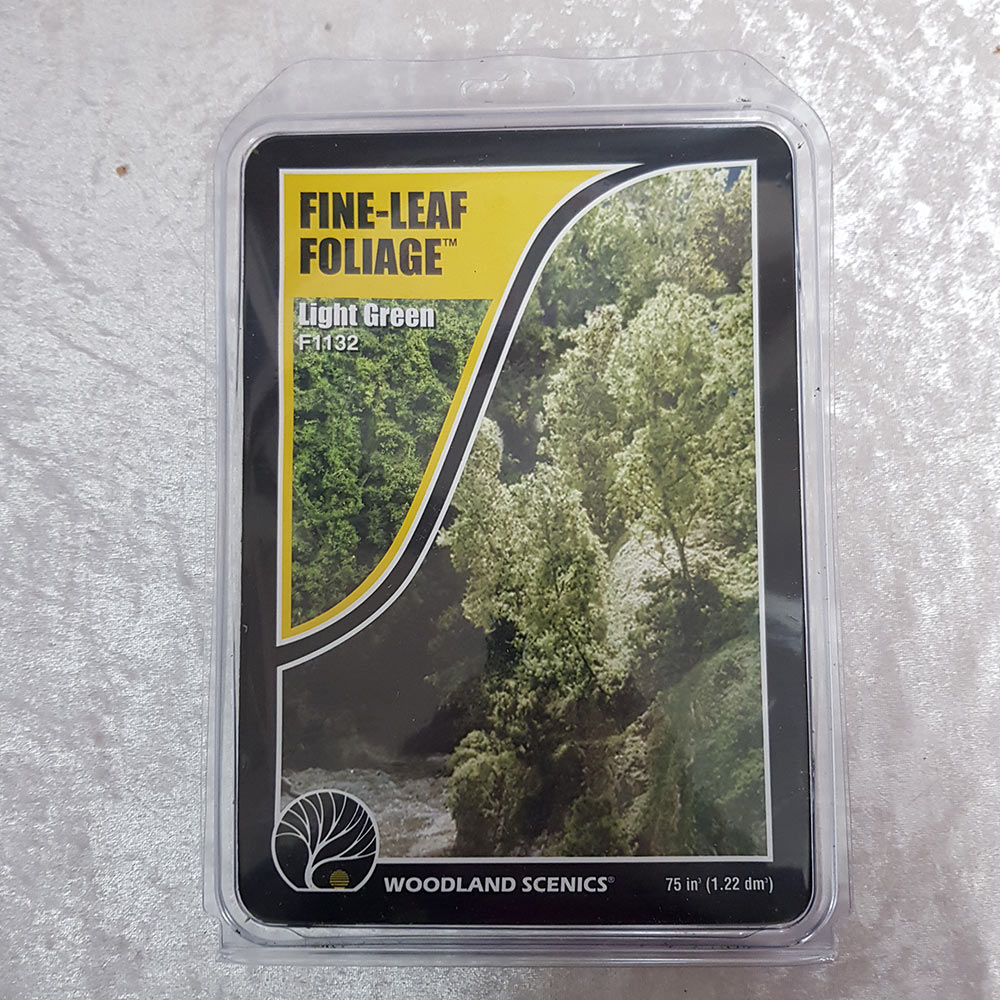 FINE-LEAF
FOLIAGE™
Light Green
F1132
WOODLAND SCENICS®
75 in³ (1.22 dm³)